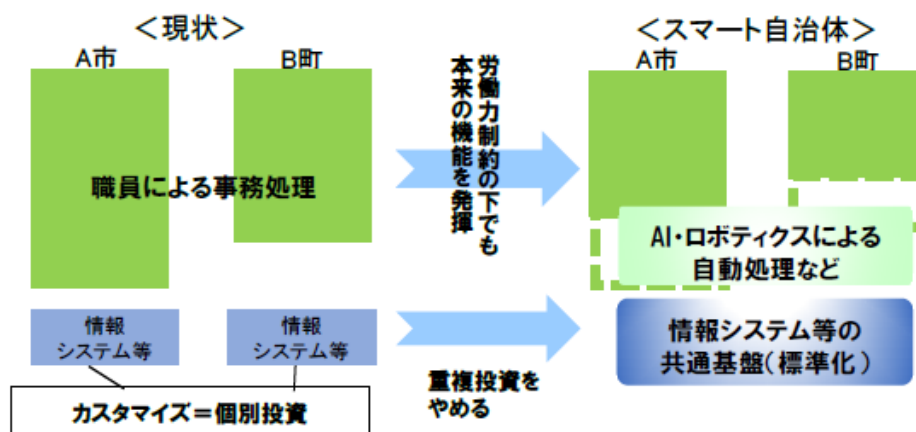 ＜現状＞
A市
B町
職員による事務処理
情報
システム等
情報
システム等
カスタマイズ＝個別投資
労働力制約の下でも
本来の機能を発揮
重複投資を
やめる
＜スマート自治体＞
A市
B町
AI・ロボティクスによる
自動処理など
情報システム等の
共通基盤（標準化）